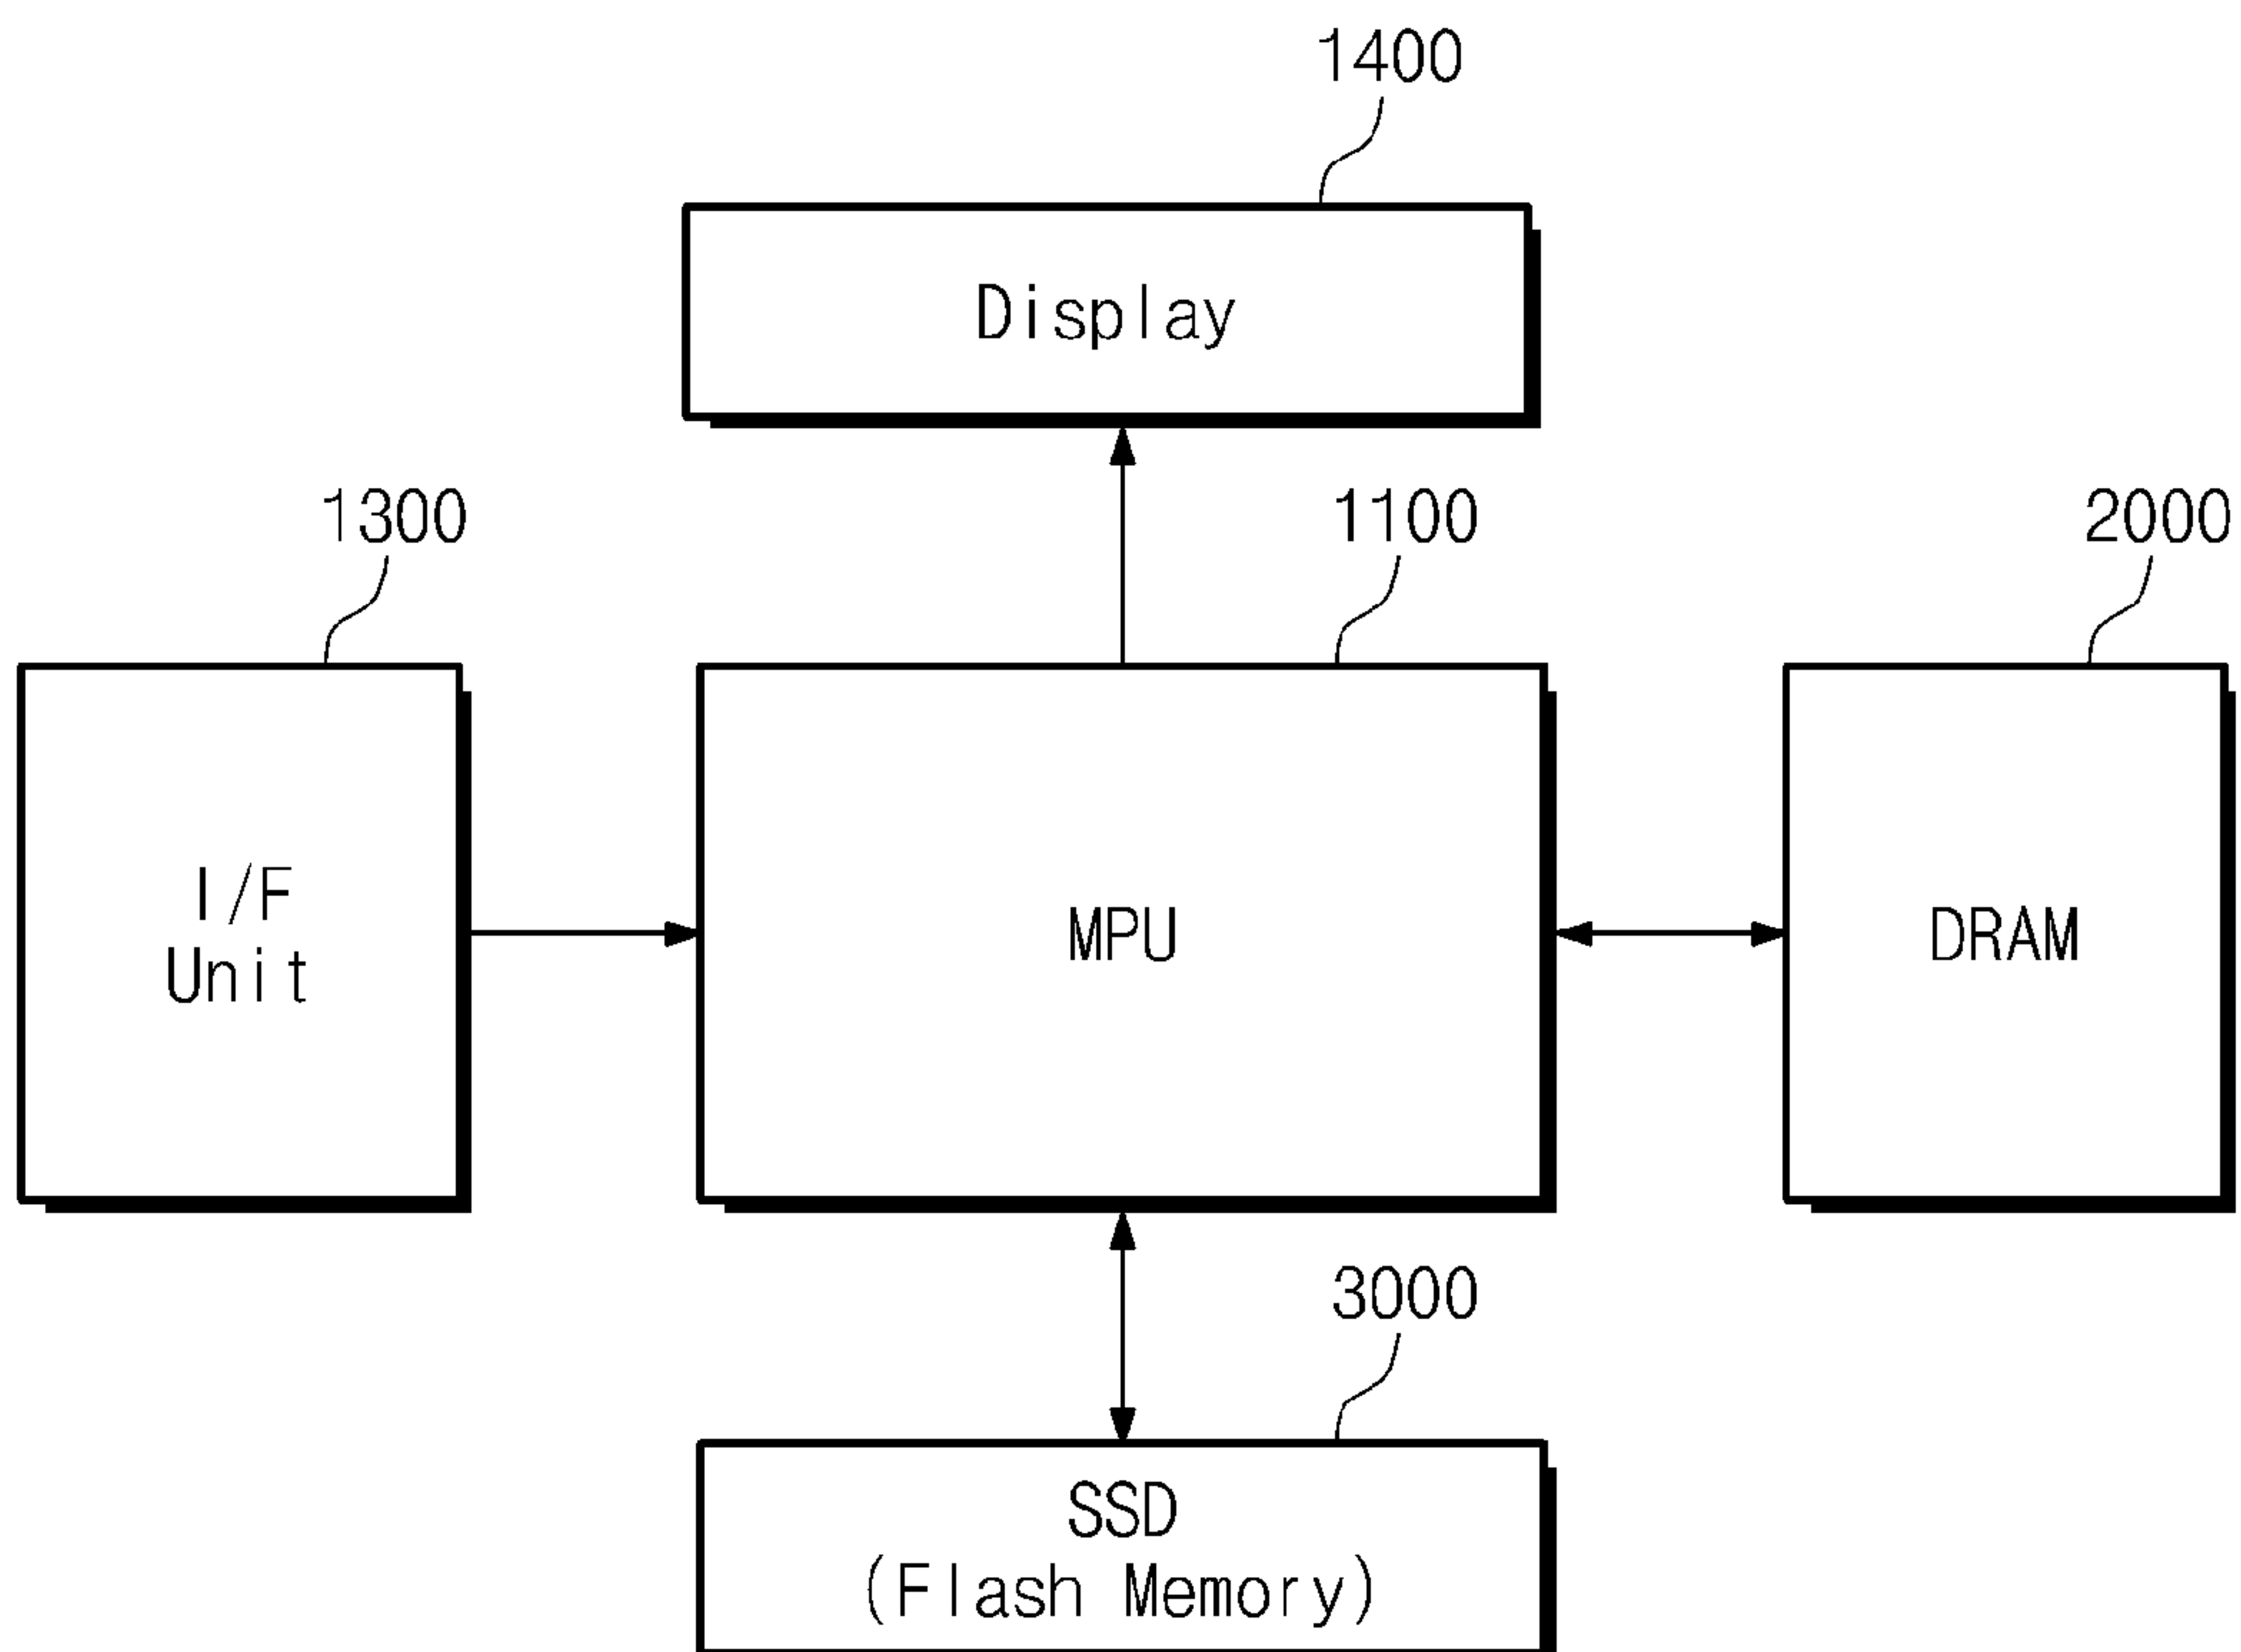 1400
Display
1300
1100
2000
I/F
Unit
MPU
DRAM
3000
SSD
(Flash Memory)